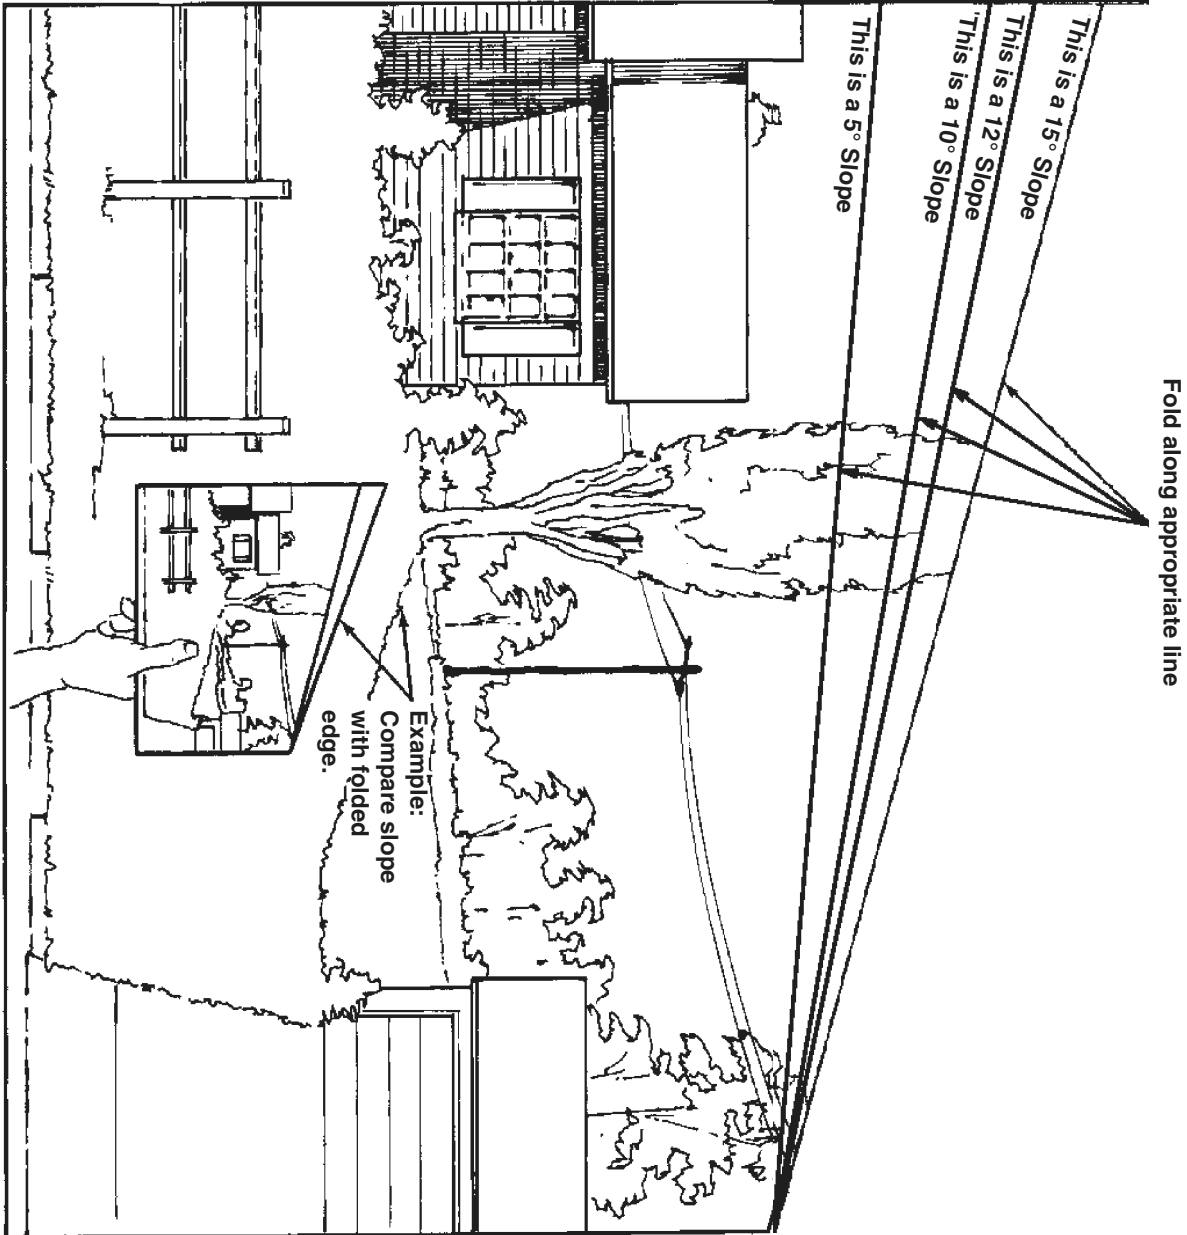 Fold along appropriate line
This is a 15° Slope
This is a 12° Slope
This is a 10° Slope
This is a 5° Slope
Example:
Compare slope
with folded
edge.